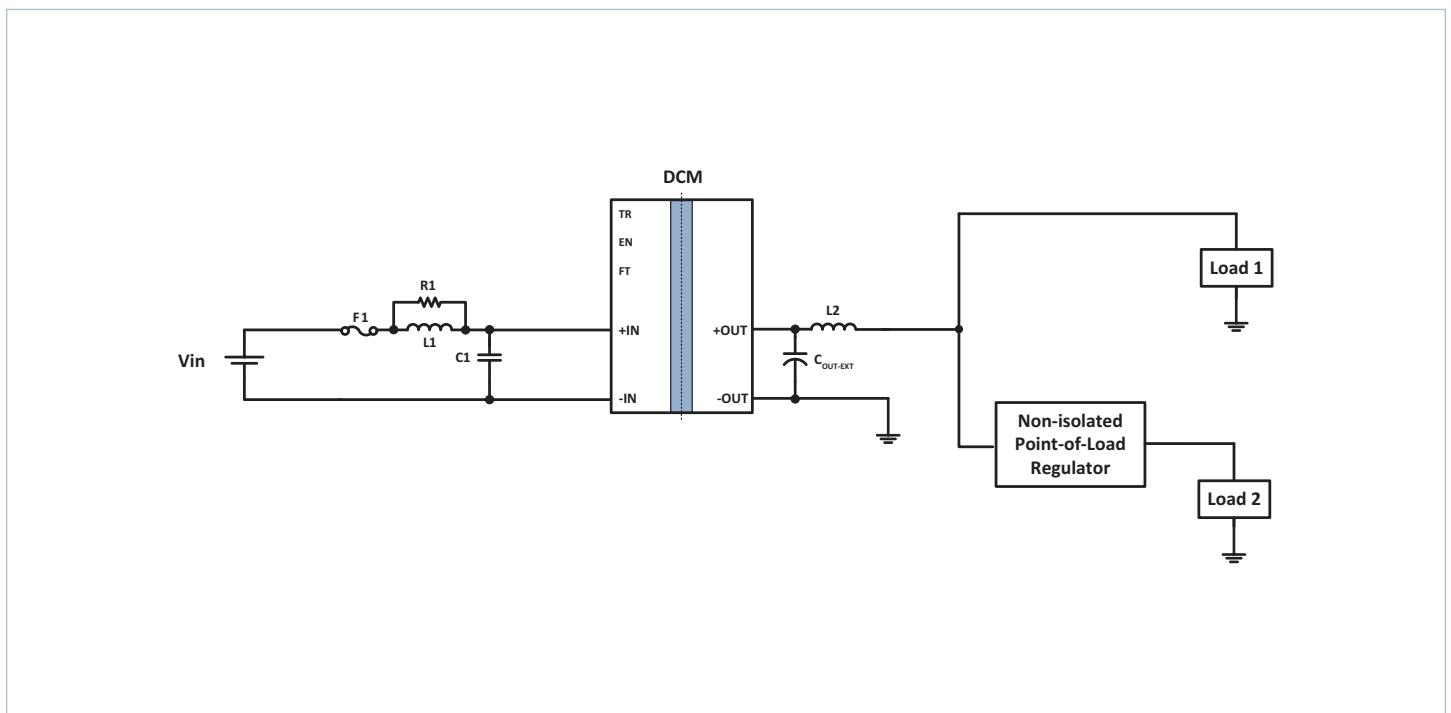 DCM
TR
EN
FT
R1
F1
L1
C1
Vin
+IN
-IN
+OUT
-OUT
L2
COUT-EXT
Load 1
Non-isolated
Point-of-Load
Regulator
Load 2